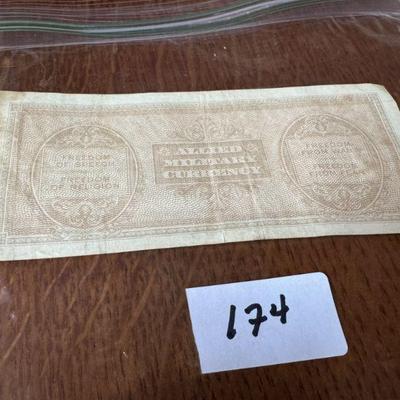 FREEDOM
OF SPEECH
FREEDOM
OF RELIGION
ALLIED
MILITARY
CURRENCY
FREEDOM
FROM WANT
FREEDOM
FROM FEAR
174